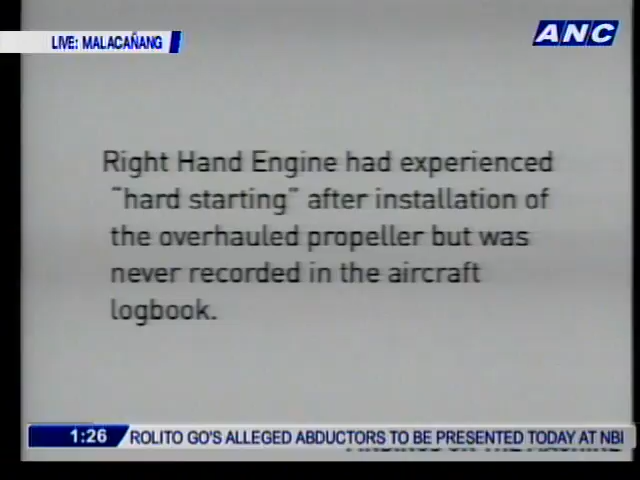 LIVE: MALACAÑANG
ANC
Right Hand Engine had experienced
"hard starting" after installation of
the overhauled propeller but was
never recorded in the aircraft
logbook.
1:26 ROLITO GO'S ALLEGED ABDUCTORS TO BE PRESENTED TODAY AT NBI